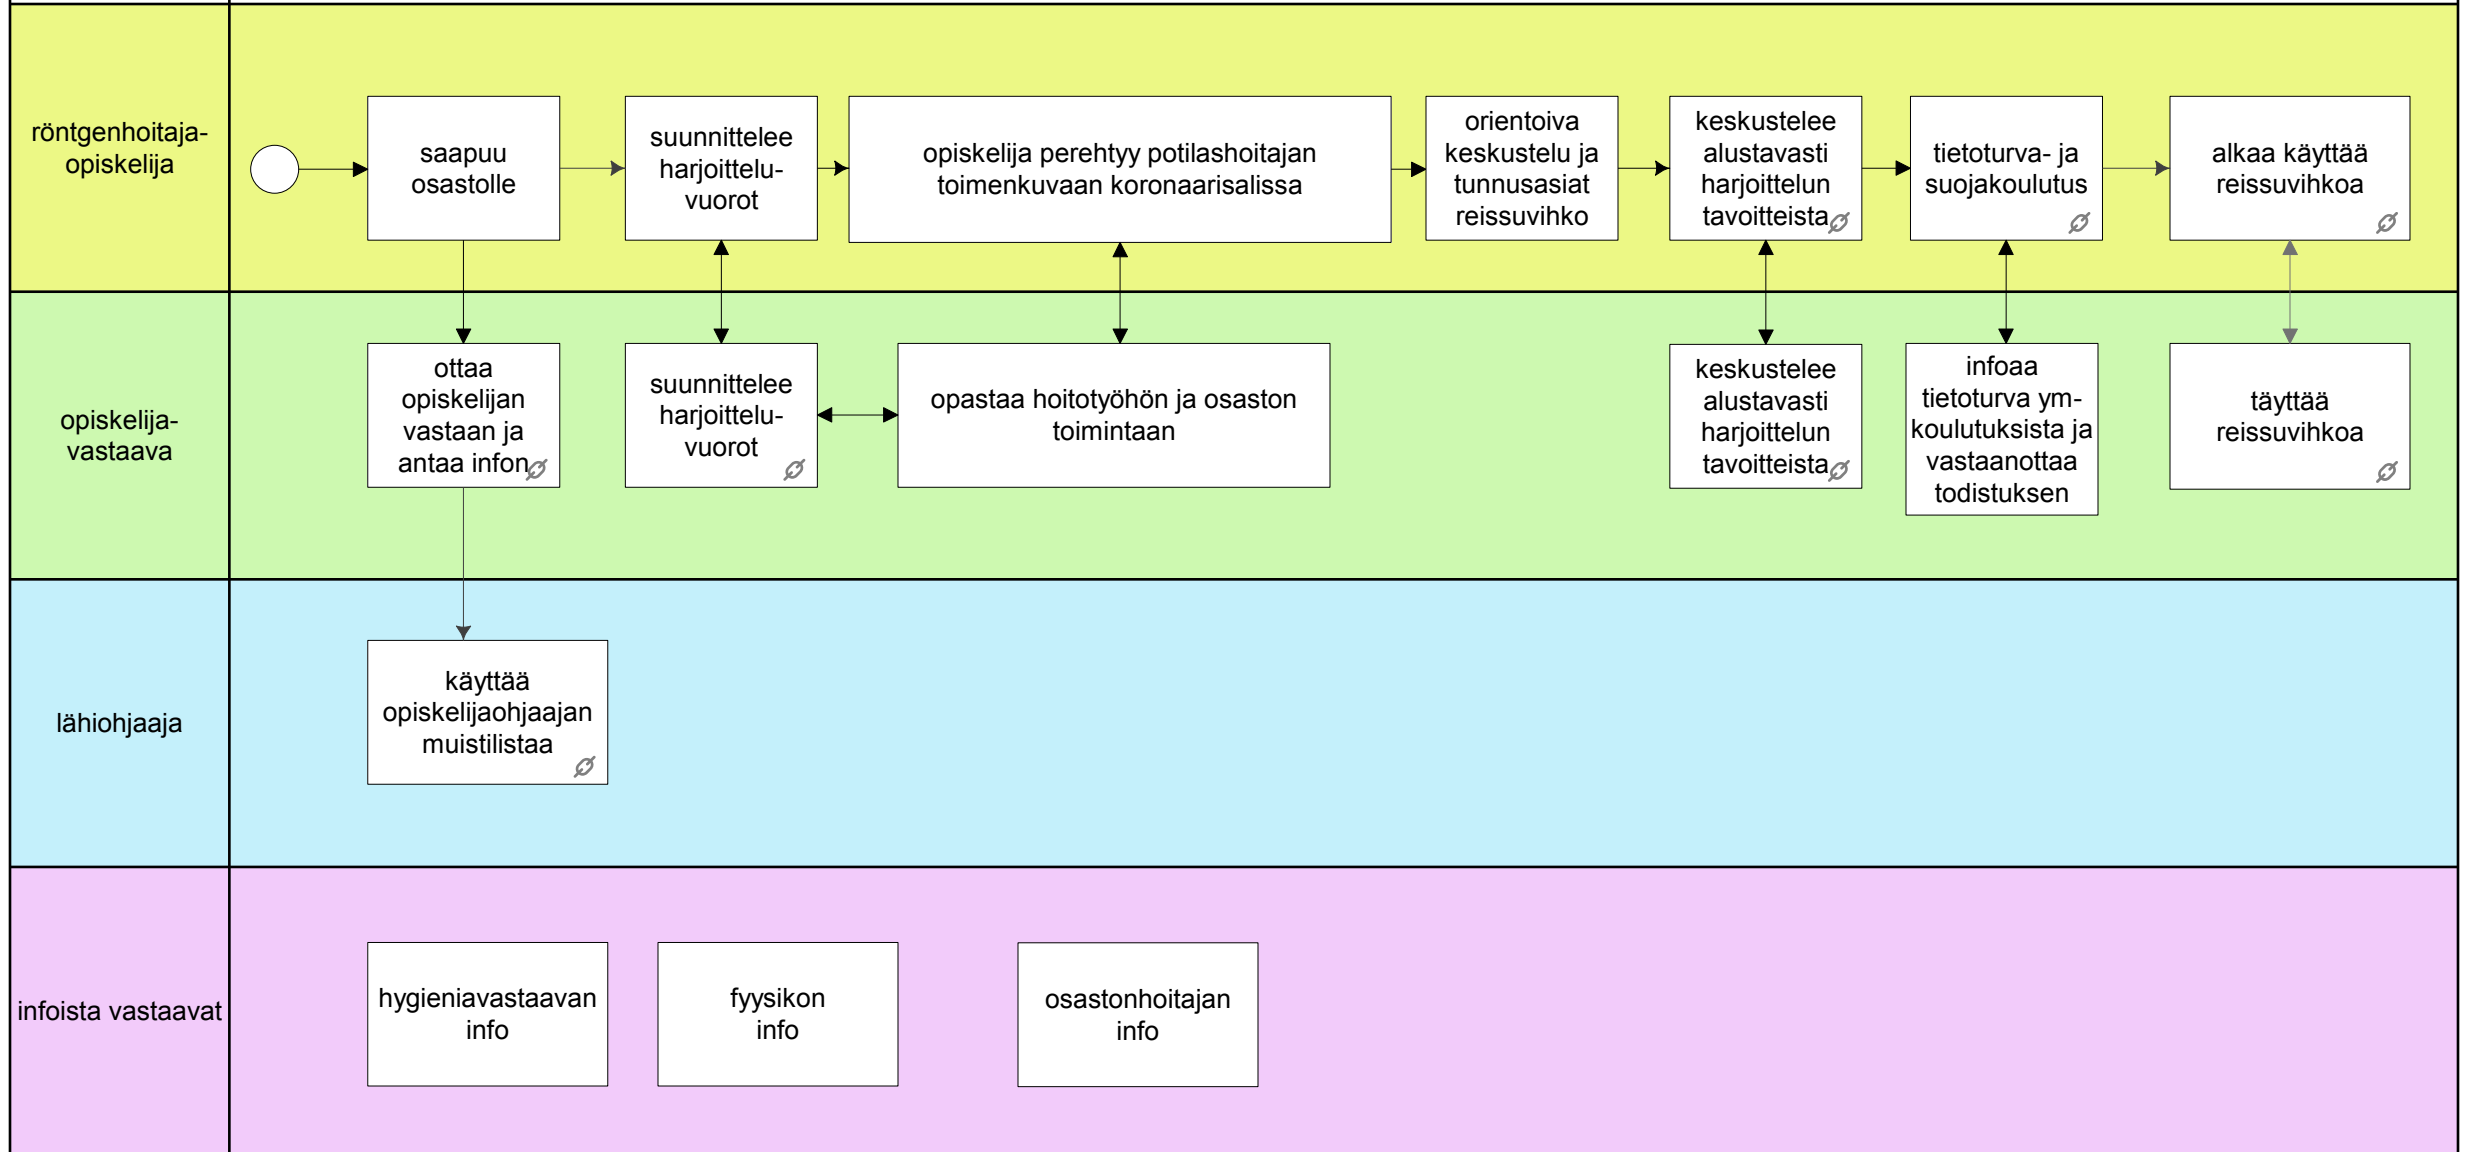 röntgenhoitaja-
opiskelija
saapuu
osastolle
suunnittelee
harjoittelu-
vuorot
opiskelija perehtyy potilashoitajan
toimenkuvaan koronaarisalissa
orientoiva
keskustelu ja
tunnusasiat
reissuvihko
keskustelee
alustavasti
harjoittelun
tavoitteista
tietoturva- ja
suojakoulutus
alkaa käyttää
reissuvihkoa
opiskelija-
vastaava
ottaa
opiskelijan
vastaan ja
antaa infon
suunnittelee
harjoittelu-
vuorot
opastaa hoitotyöhön ja osaston
toimintaan
keskustelee
alustavasti
harjoittelun
tavoitteista
infoaa
tietoturva ym-
koulutuksista ja
vastaanottaa
todistuksen
täyttää
reissuvihkoa
lähiohjaaja
käyttää
opiskelijaohjaajan
muistilistaa
infoista vastaavat
hygieniavastaavan
info
fyysikon
info
osastonhoitajan
info